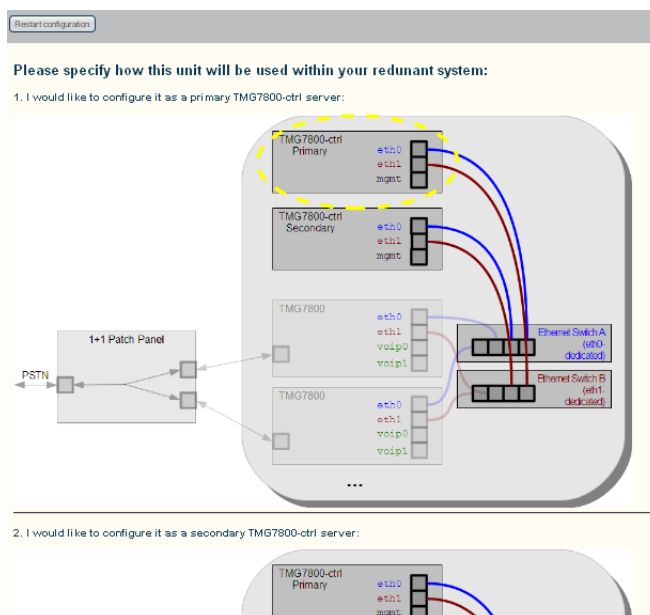 Restart configuration
Please specify how this unit will be used within your redunant system:
1. I would like to configure it as a primary TMG7800-ctrl server:
TMG7800-ctrl
Primary
eth0
eth1
mgmt
TMG7800-ctrl
Secondary
eth0
eth1
mgmt
TMG7800
eth0
eth1
voip0
voip1
Ethernet Switch A
(eth0-
dedicated)
1+1 Patch Panel
PSTN
Ethernet Switch B
(eth1-
dedicated)
TMG7800
eth0
eth1
voip0
voip1
...
2. I would like to configure it as a secondary TMG7800-ctrl server:
TMG7800-ctrl
Primary
eth0
eth1
mgmt